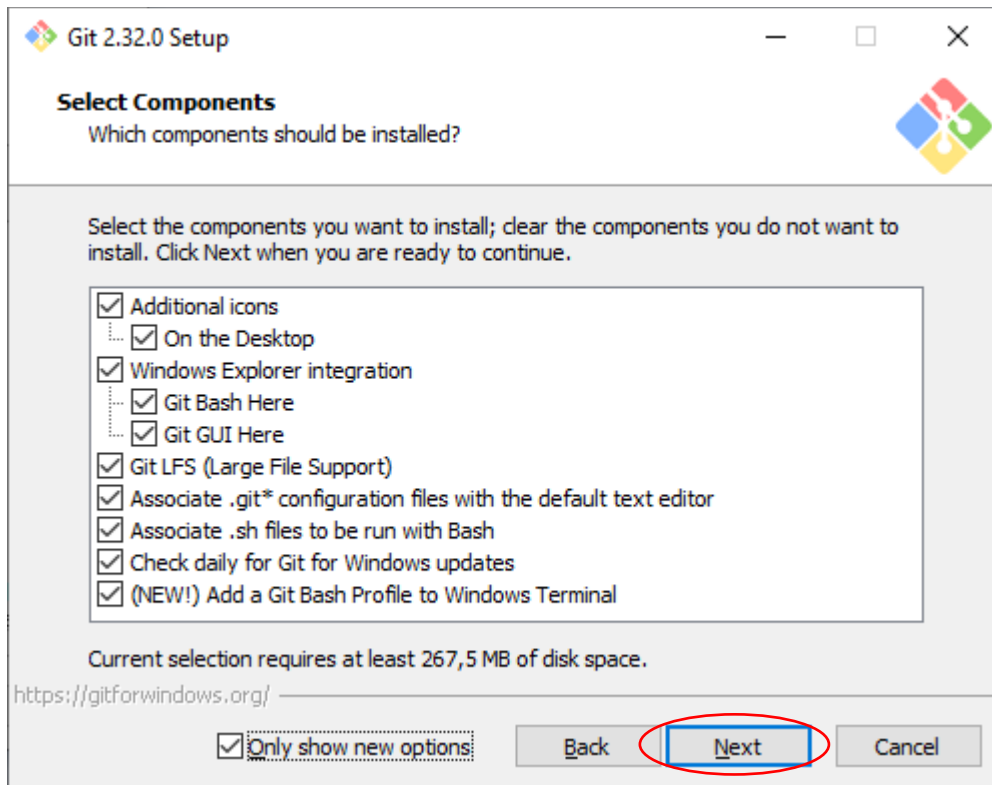 Git 2.32.0 Setup
Select Components
Which components should be installed?
Select the components you want to install; clear the components you do not want to
install. Click Next when you are ready to continue.
Additional icons
On the Desktop
Windows Explorer integration
Git Bash Here
Git GUI Here
Git LFS (Large File Support)
Associate .git* configuration files with the default text editor
Associate .sh files to be run with Bash
Check daily for Git for Windows updates
(NEW!) Add a Git Bash Profile to Windows Terminal
Current selection requires at least 267,5 MB of disk space.
https://gitforwindows.org/
Only show new options Back Next Cancel